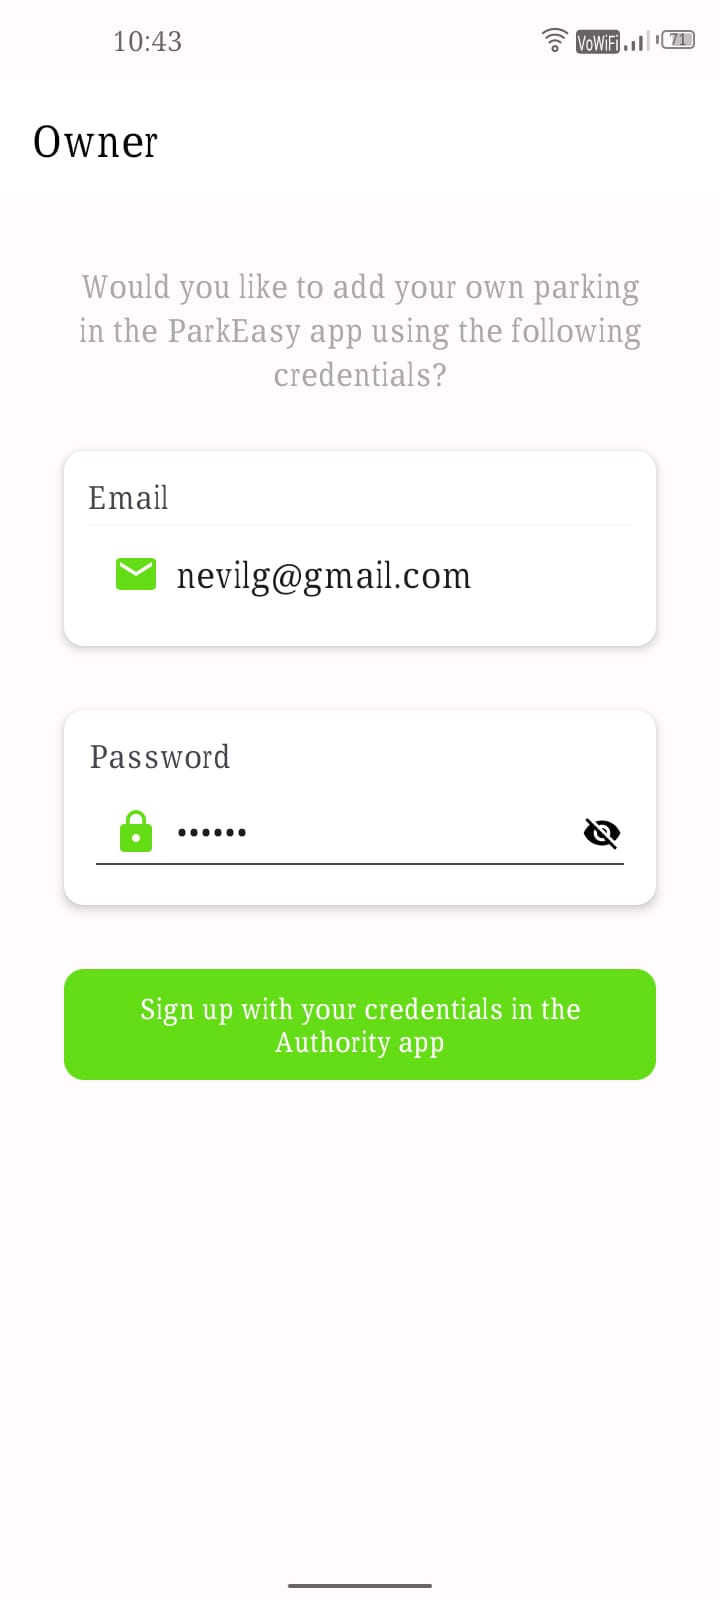 10:43
VoWiFi
71
Owner
Would you like to add your own parking
in the ParkEasy app using the following
credentials?
Email
nevilg@gmail.com
Password
••••••
Sign up with your credentials in the
Authority app